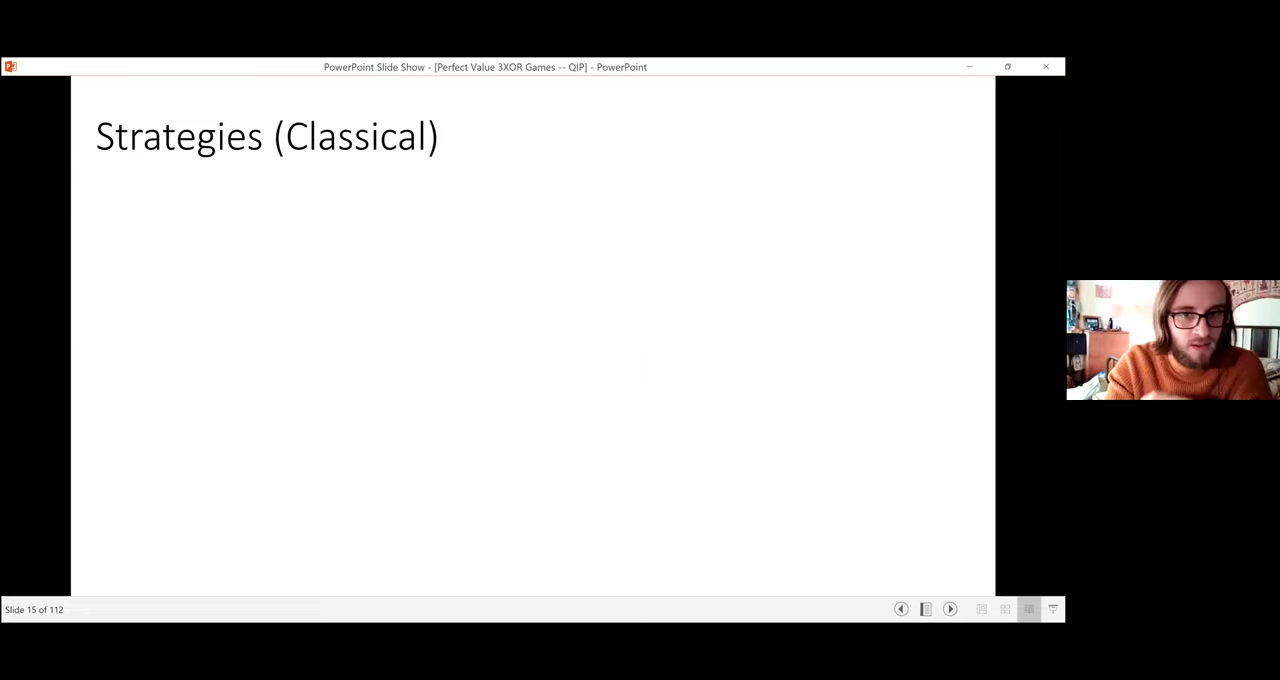 PowerPoint Slide Show - [Perfect Value 3XOR Games -- QIP] - PowerPoint
Strategies (Classical)
Slide 15 of 112